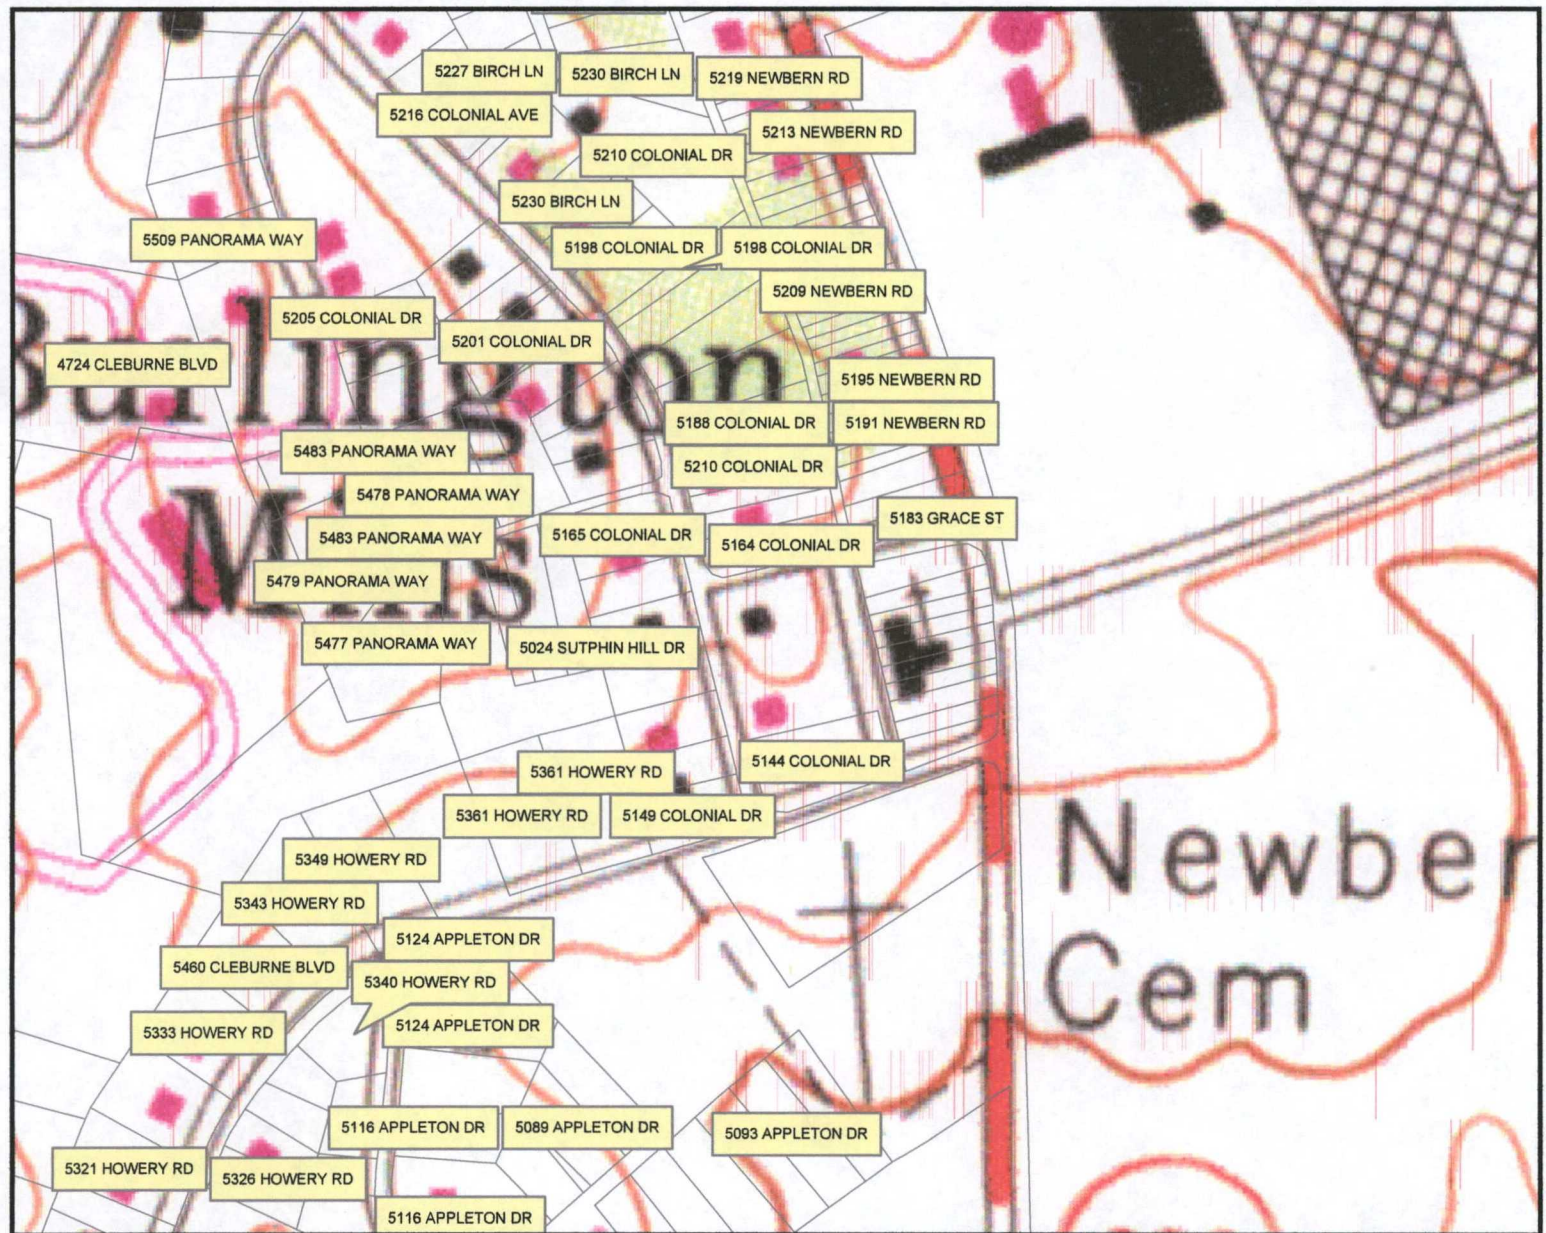 5227 BIRCH LN
5230 BIRCH LN
5219 NEWBERN RD
5216 COLONIAL AVE
5213 NEWBERN RD
5210 COLONIAL DR
5230 BIRCH LN
5509 PANORAMA WAY
5198 COLONIAL DR
5198 COLONIAL DR
5209 NEWBERN RD
5205 COLONIAL DR
5201 COLONIAL DR
Burlington
4724 CLEBURNE BLVD
5195 NEWBERN RD
5188 COLONIAL DR
5191 NEWBERN RD
5483 PANORAMA WAY
5210 COLONIAL DR
5478 PANORAMA WAY
5183 GRACE ST
Mills
5483 PANORAMA WAY
5165 COLONIAL DR
5164 COLONIAL DR
5479 PANORAMA WAY
5477 PANORAMA WAY
5024 SUTPHIN HILL DR
5361 HOWERY RD
5144 COLONIAL DR
5361 HOWERY RD
5149 COLONIAL DR
Newber
5349 HOWERY RD
5343 HOWERY RD
5124 APPLETON DR
5460 CLEBURNE BLVD
5340 HOWERY RD
Cem
5333 HOWERY RD
5124 APPLETON DR
5116 APPLETON DR
5089 APPLETON DR
5093 APPLETON DR
5321 HOWERY RD
5326 HOWERY RD
5116 APPLETON DR